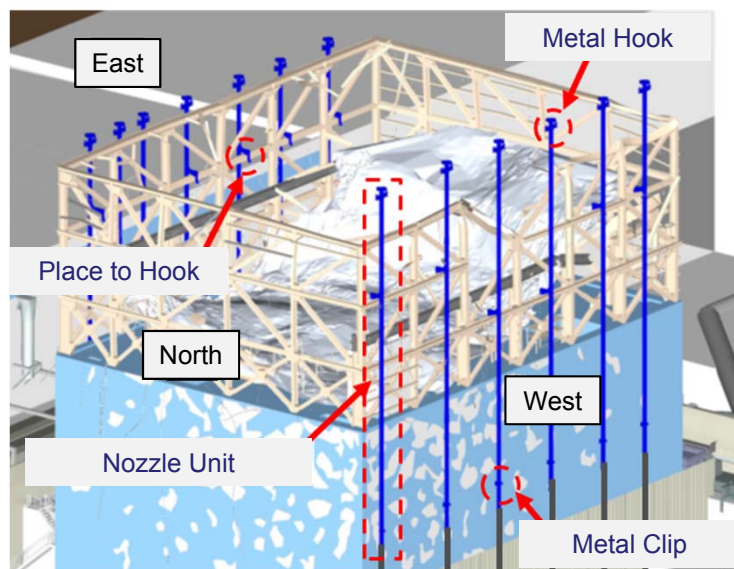 Metal Hook
East
Place to Hook
North
West
Nozzle Unit
Metal Clip